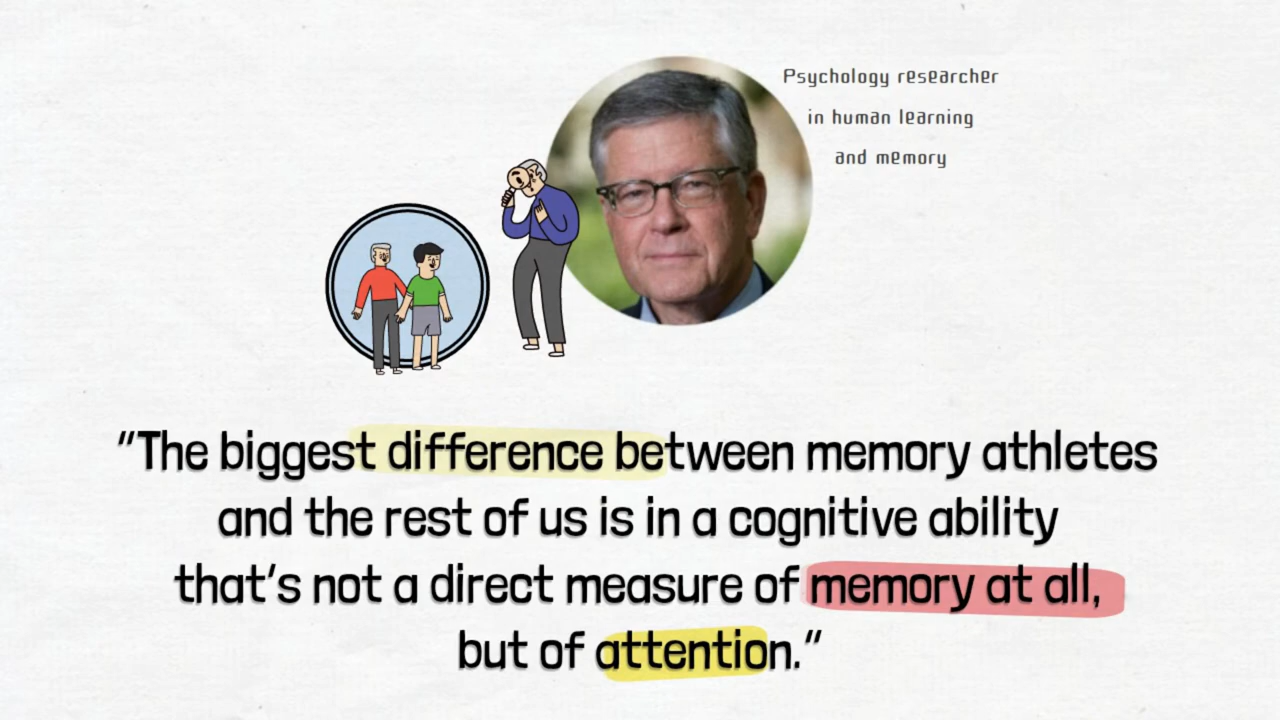 Psychology researcher
in human learning
and memory
"The biggest difference between memory athletes
and the rest of us is in a cognitive ability
that's not a direct measure of memory at all,
but of attention."